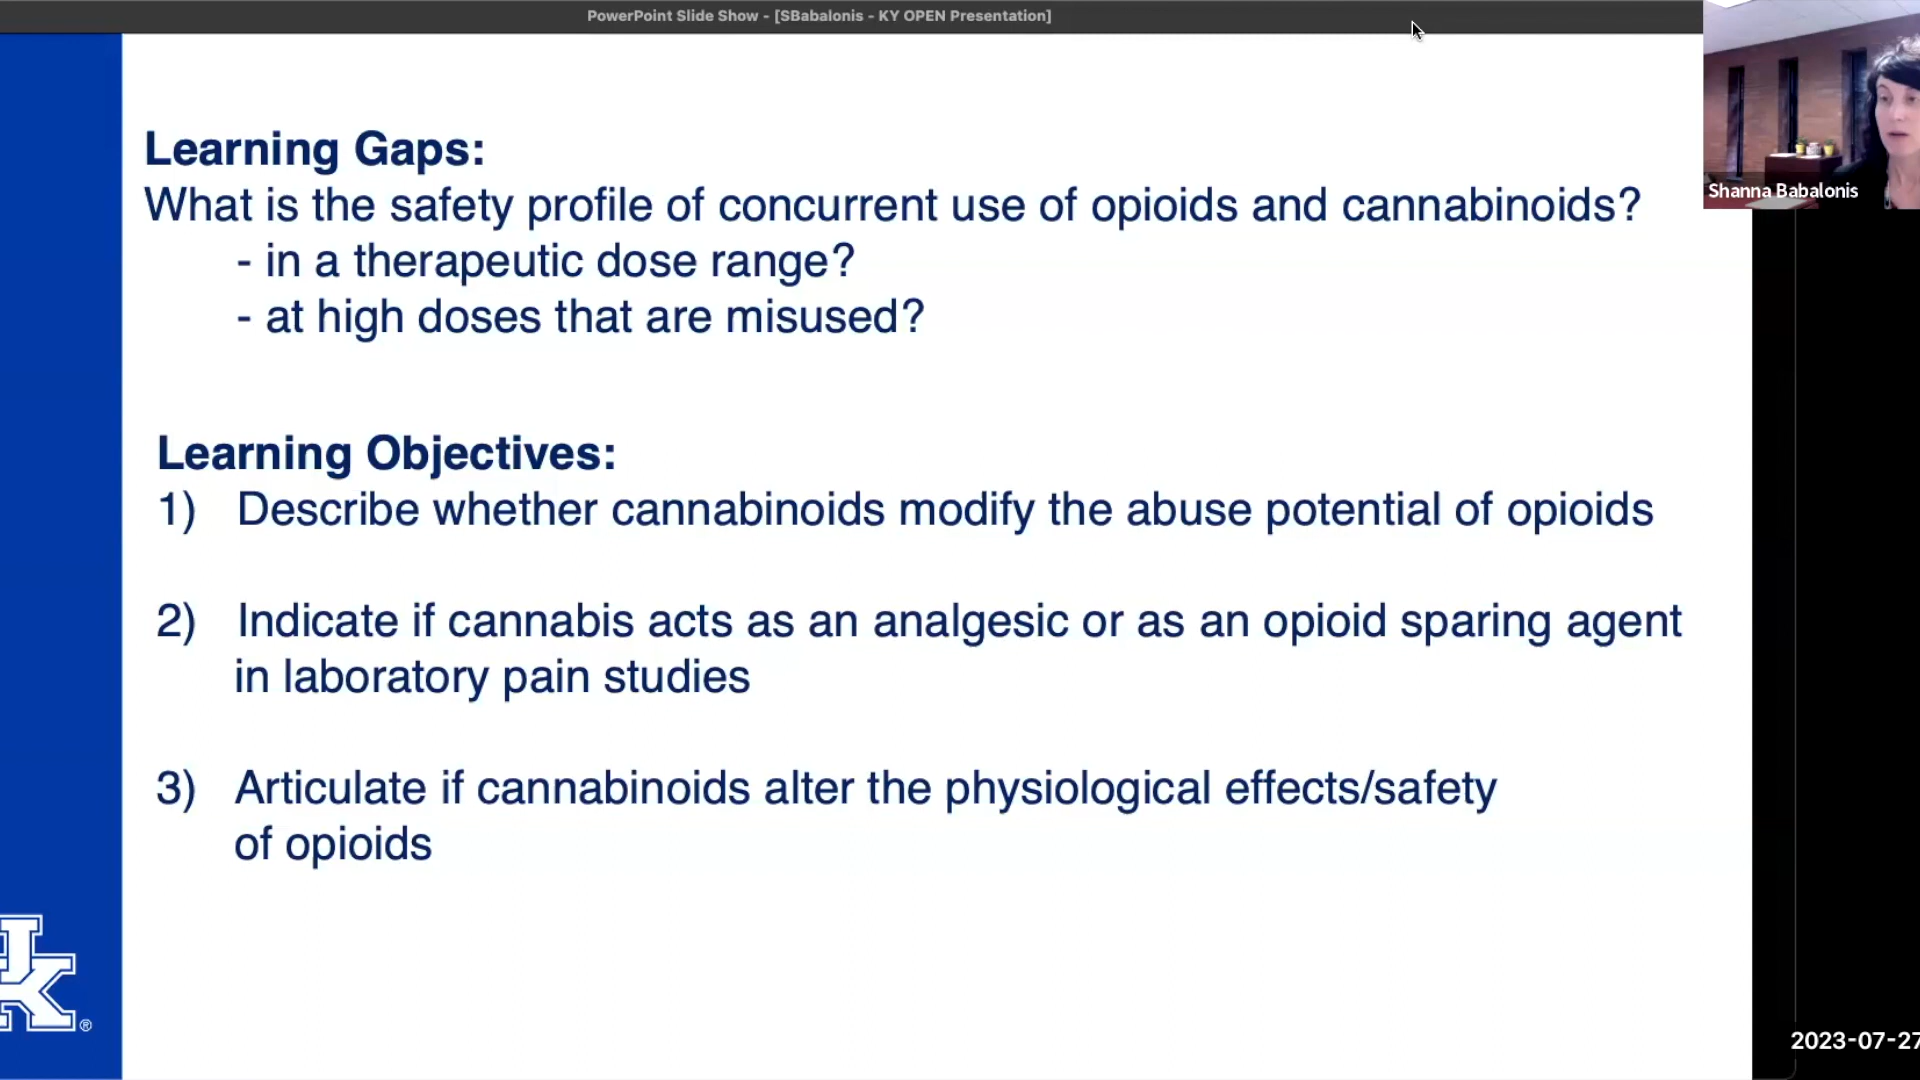 PowerPoint Slide Show - [SBabalonis - KY OPEN Presentation]
Shanna Babalonis
Learning Gaps:
What is the safety profile of concurrent use of opioids and cannabinoids?
- in a therapeutic dose range?
- at high doses that are misused?
Learning Objectives:
1) Describe whether cannabinoids modify the abuse potential of opioids
2) Indicate if cannabis acts as an analgesic or as an opioid sparing agent
in laboratory pain studies
3) Articulate if cannabinoids alter the physiological effects/safety
of opioids
®
2023-07-27